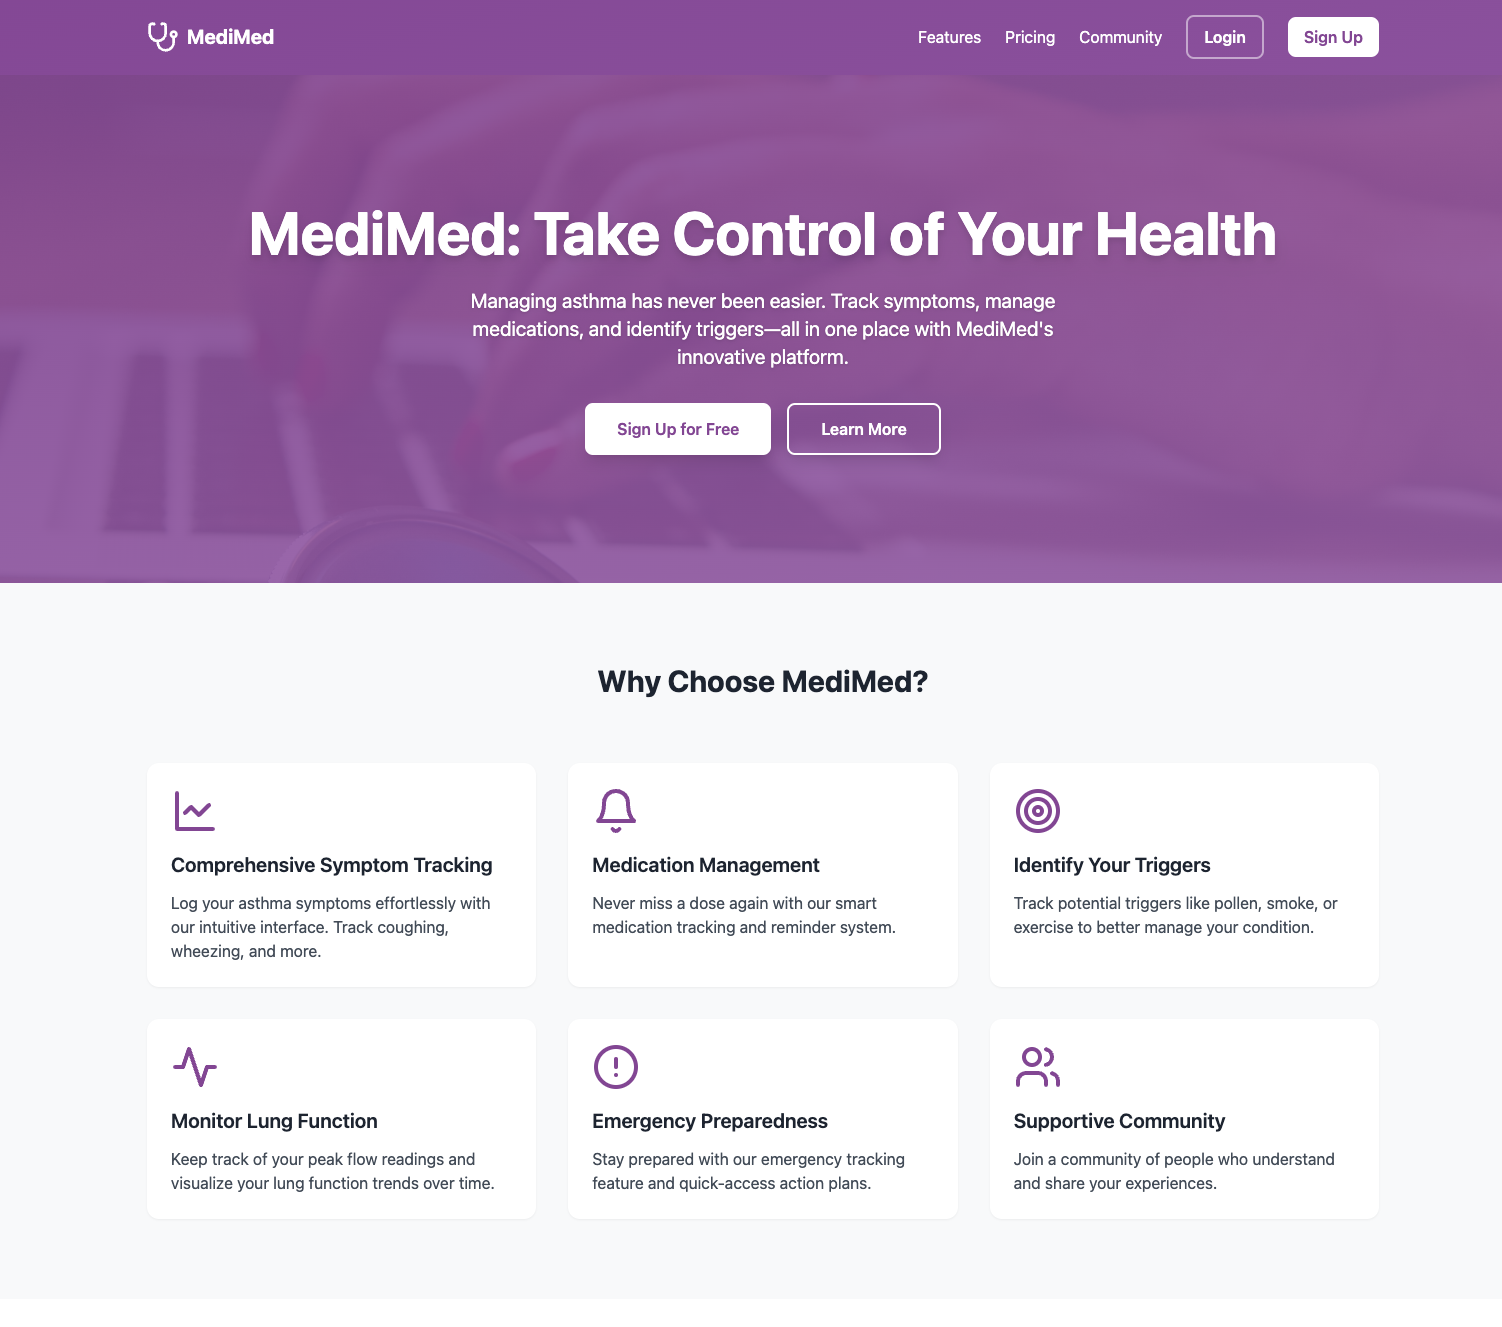 MediMed
Features
Pricing
Community
Login
Sign Up
MediMed: Take Control of Your Health
Managing asthma has never been easier. Track symptoms, manage
medications, and identify triggers—all in one place with MediMed's
innovative platform.
Sign Up for Free
Learn More
Why Choose MediMed?
Comprehensive Symptom Tracking
Log your asthma symptoms effortlessly with
our intuitive interface. Track coughing,
wheezing, and more.
Medication Management
Never miss a dose again with our smart
medication tracking and reminder system.
Identify Your Triggers
Track potential triggers like pollen, smoke, or
exercise to better manage your condition.
Monitor Lung Function
Keep track of your peak flow readings and
visualize your lung function trends over time.
Emergency Preparedness
Stay prepared with our emergency tracking
feature and quick-access action plans.
Supportive Community
Join a community of people who understand
and share your experiences.